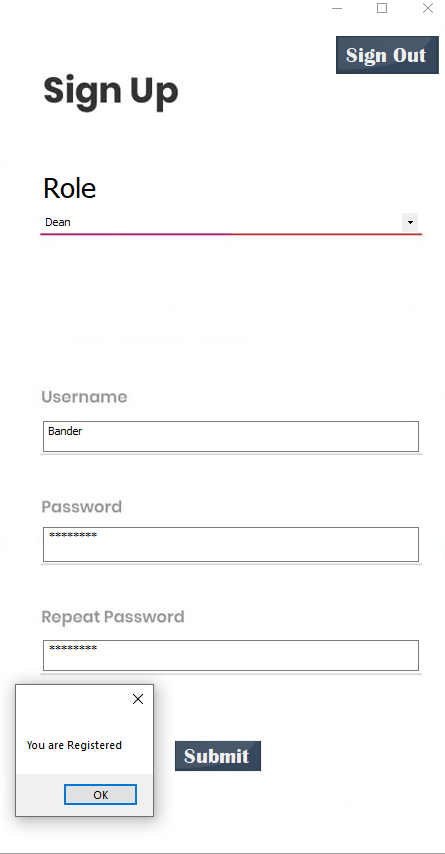 Sign Out
Sign Up
Role
Dean
Username
Bander
Password
********
Repeat Password
********
You are Registered
OK
Submit